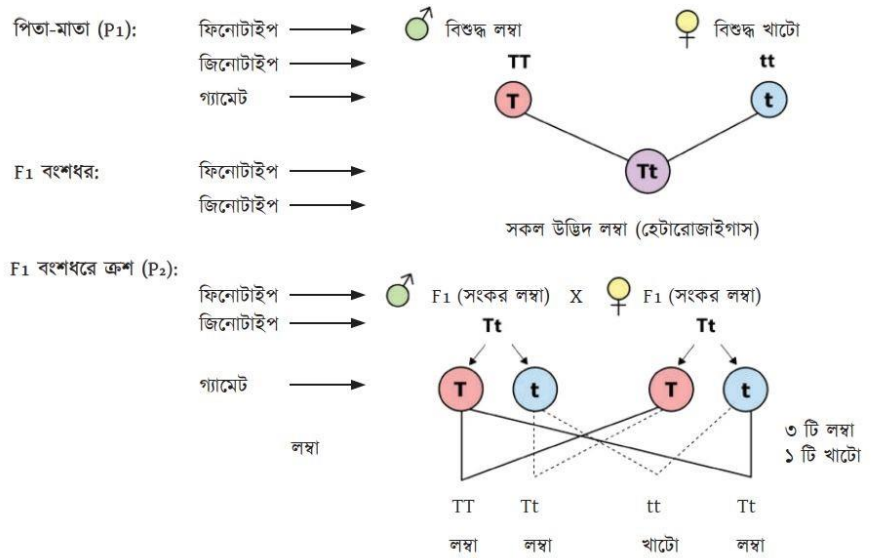 পিতা-মাতা (P₁): ফিনোটাইপ বিশুদ্ধ লম্বা বিশুদ্ধ খাটো
জিনোটাইপ TT tt
গ্যামেট T t
F₁ বংশধর: ফিনোটাইপ Tt
জিনোটাইপ
সকল উদ্ভিদ লম্বা (হেটারোজাইগাস)
F₁ বংশধরে ক্রশ (P₂):
ফিনোটাইপ F₁ (সংকর লম্বা) X F₁ (সংকর লম্বা)
জিনোটাইপ Tt Tt
গ্যামেট T t T t
৩ টি লম্বা
১ টি খাটো
লম্বা
TT Tt tt Tt
লম্বা লম্বা খাটো লম্বা